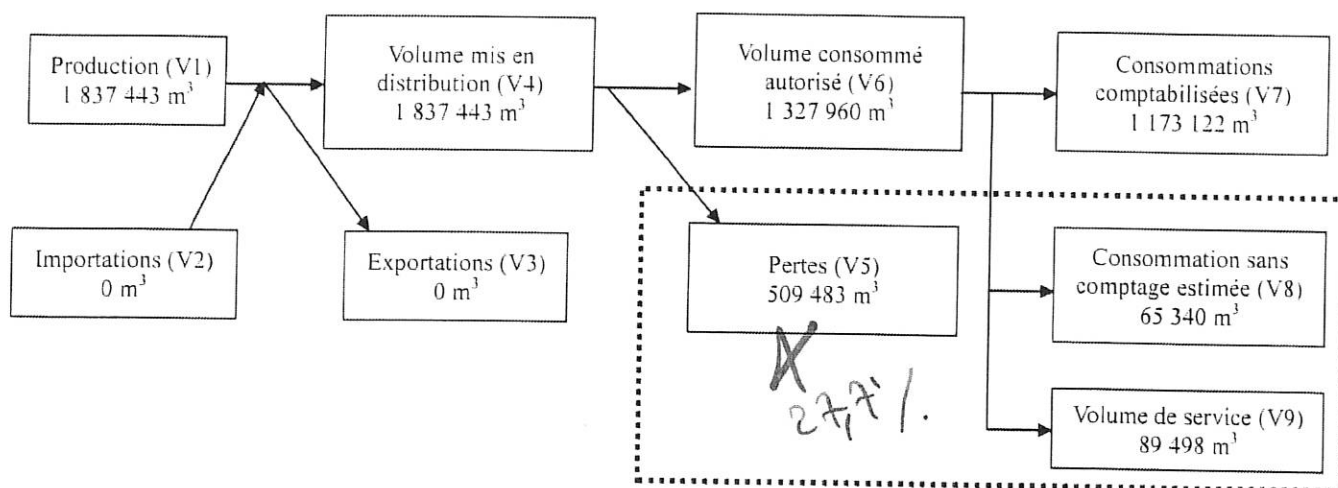 Production (V1)
1 837 443 m³
Volume mis en
distribution (V4)
1 837 443 m³
Volume consommé
autorisé (V6)
1 327 960 m³
Consommations
comptabilisées (V7)
1 173 122 m³
Importations (V2)
0 m³
Exportations (V3)
0 m³
Pertes (V5)
509 483 m³
27,7%.
Consommation sans
comptage estimée (V8)
65 340 m³
Volume de service (V9)
89 498 m³